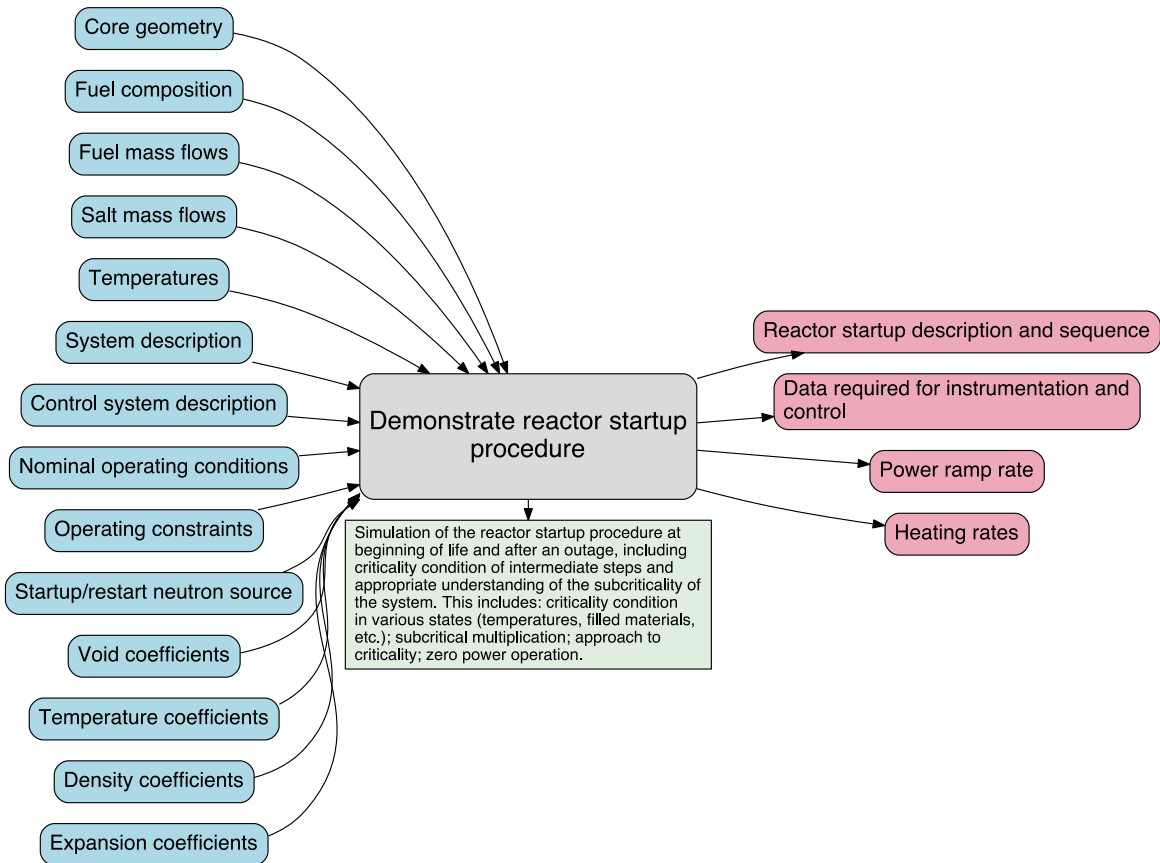 Core geometry
Fuel composition
Fuel mass flows
Salt mass flows
Temperatures
System description
Control system description
Nominal operating conditions
Operating constraints
Startup/restart neutron source
Void coefficients
Temperature coefficients
Density coefficients
Expansion coefficients
Demonstrate reactor startup
procedure
Simulation of the reactor startup procedure at
beginning of life and after an outage, including
criticality condition of intermediate steps and
appropriate understanding of the subcriticality of
the system. This includes: criticality condition
in various states (temperatures, filled materials,
etc.); subcritical multiplication; approach to
criticality; zero power operation.
Reactor startup description and sequence
Data required for instrumentation and
control
Power ramp rate
Heating rates